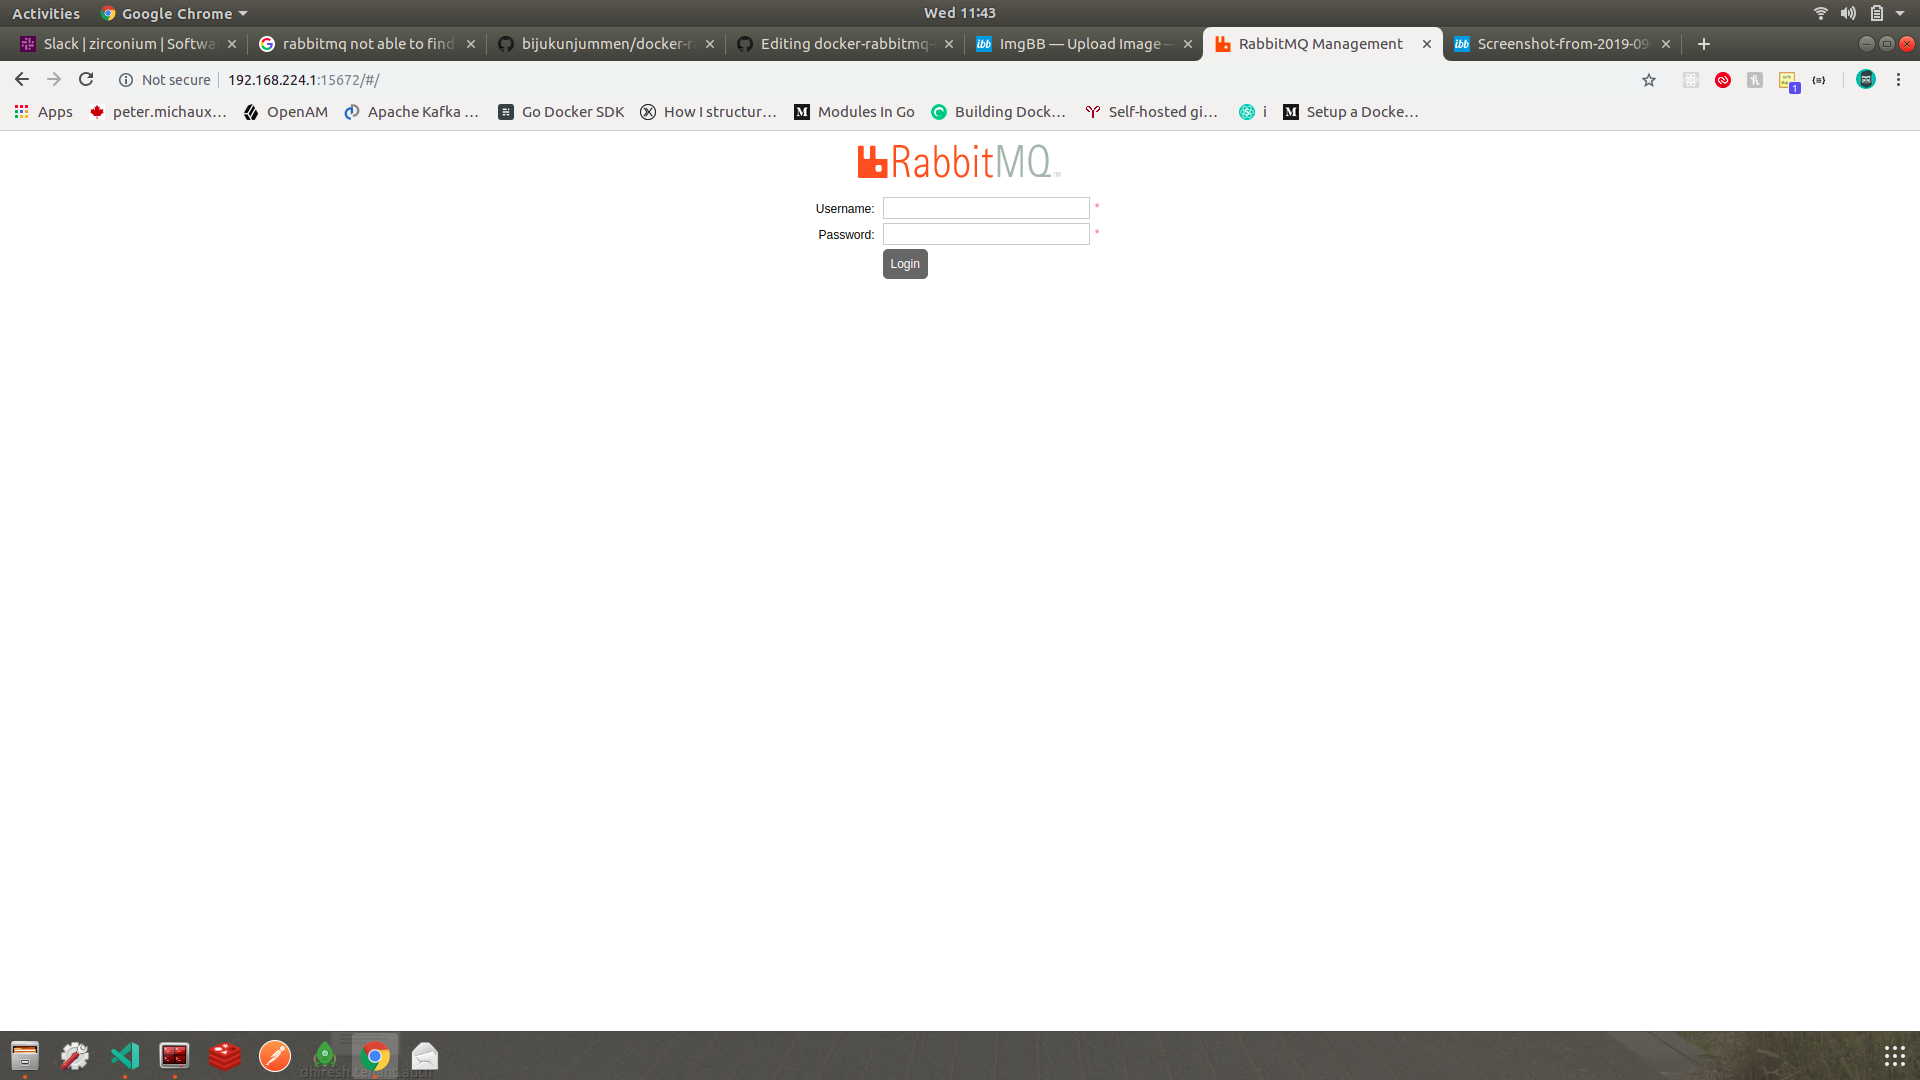 Activities Google Chrome Wed 11:43
Slack | zirconium | Softwa rabbitmq not able to find bijukunjummen/docker-r Editing docker-rabbitmq- ImgBB — Upload Image — RabbitMQ Management Screenshot-from-2019-09-
Not secure 192.168.224.1:15672/#/
1
Apps peter.michaux... OpenAM Apache Kafka ... Go Docker SDK How I structur... Modules In Go Building Dock... Self-hosted gi... i Setup a Docke...
RabbitMQ TM
Username: *
Password: *
Login